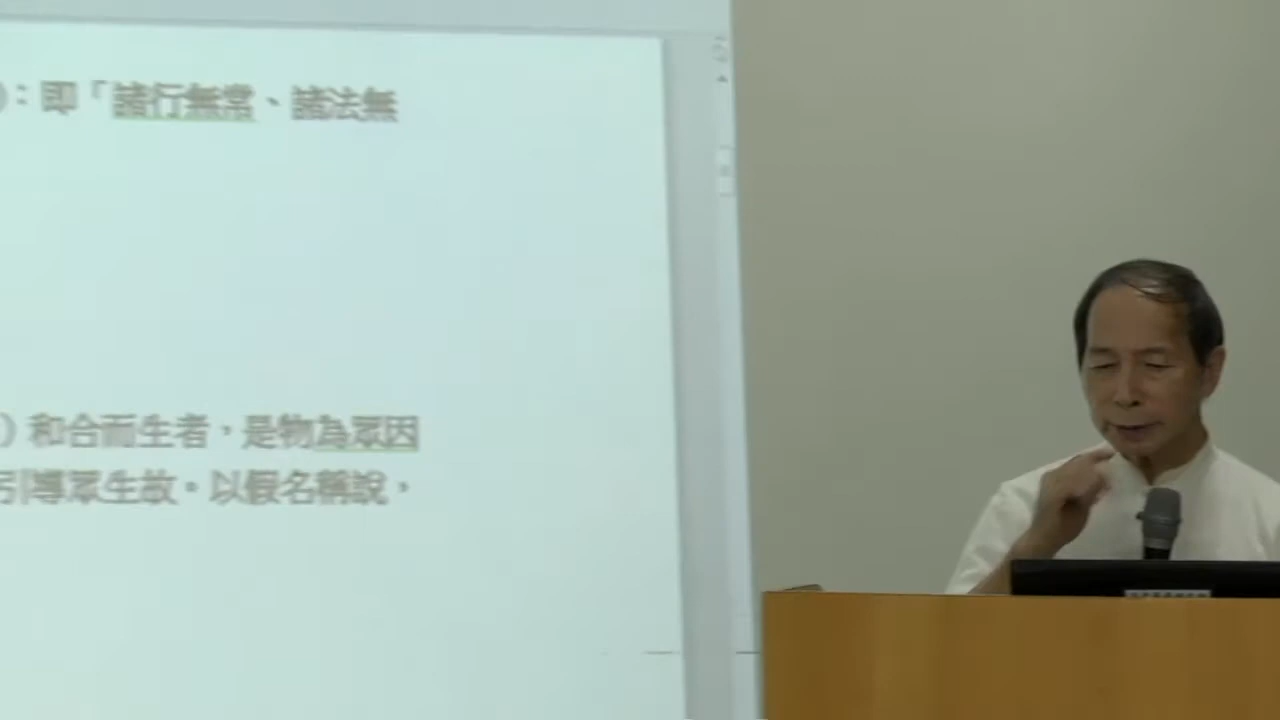 ）：即「諸行無常、諸法無
）和合而生者，是物為眾因
引導眾生故，以假名稱說，